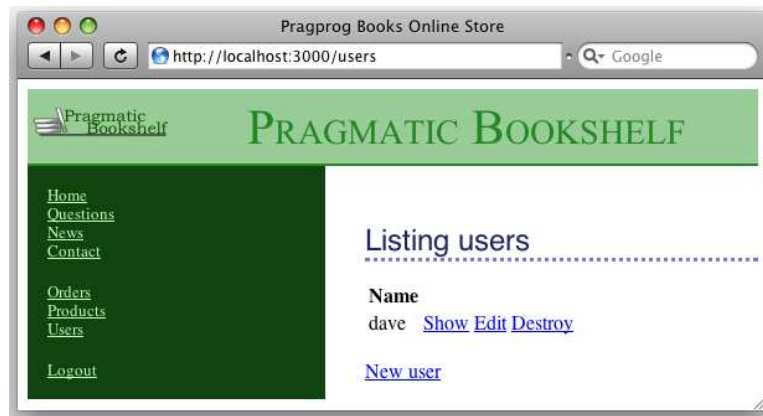 Pragprog Books Online Store
http://localhost:3000/users
Google
Pragmatic
Bookshelf
PRAGMATIC BOOKSHELF
Home
Questions
News
Contact
Orders
Products
Users
Logout
Listing users
Name
dave Show Edit Destroy
New user